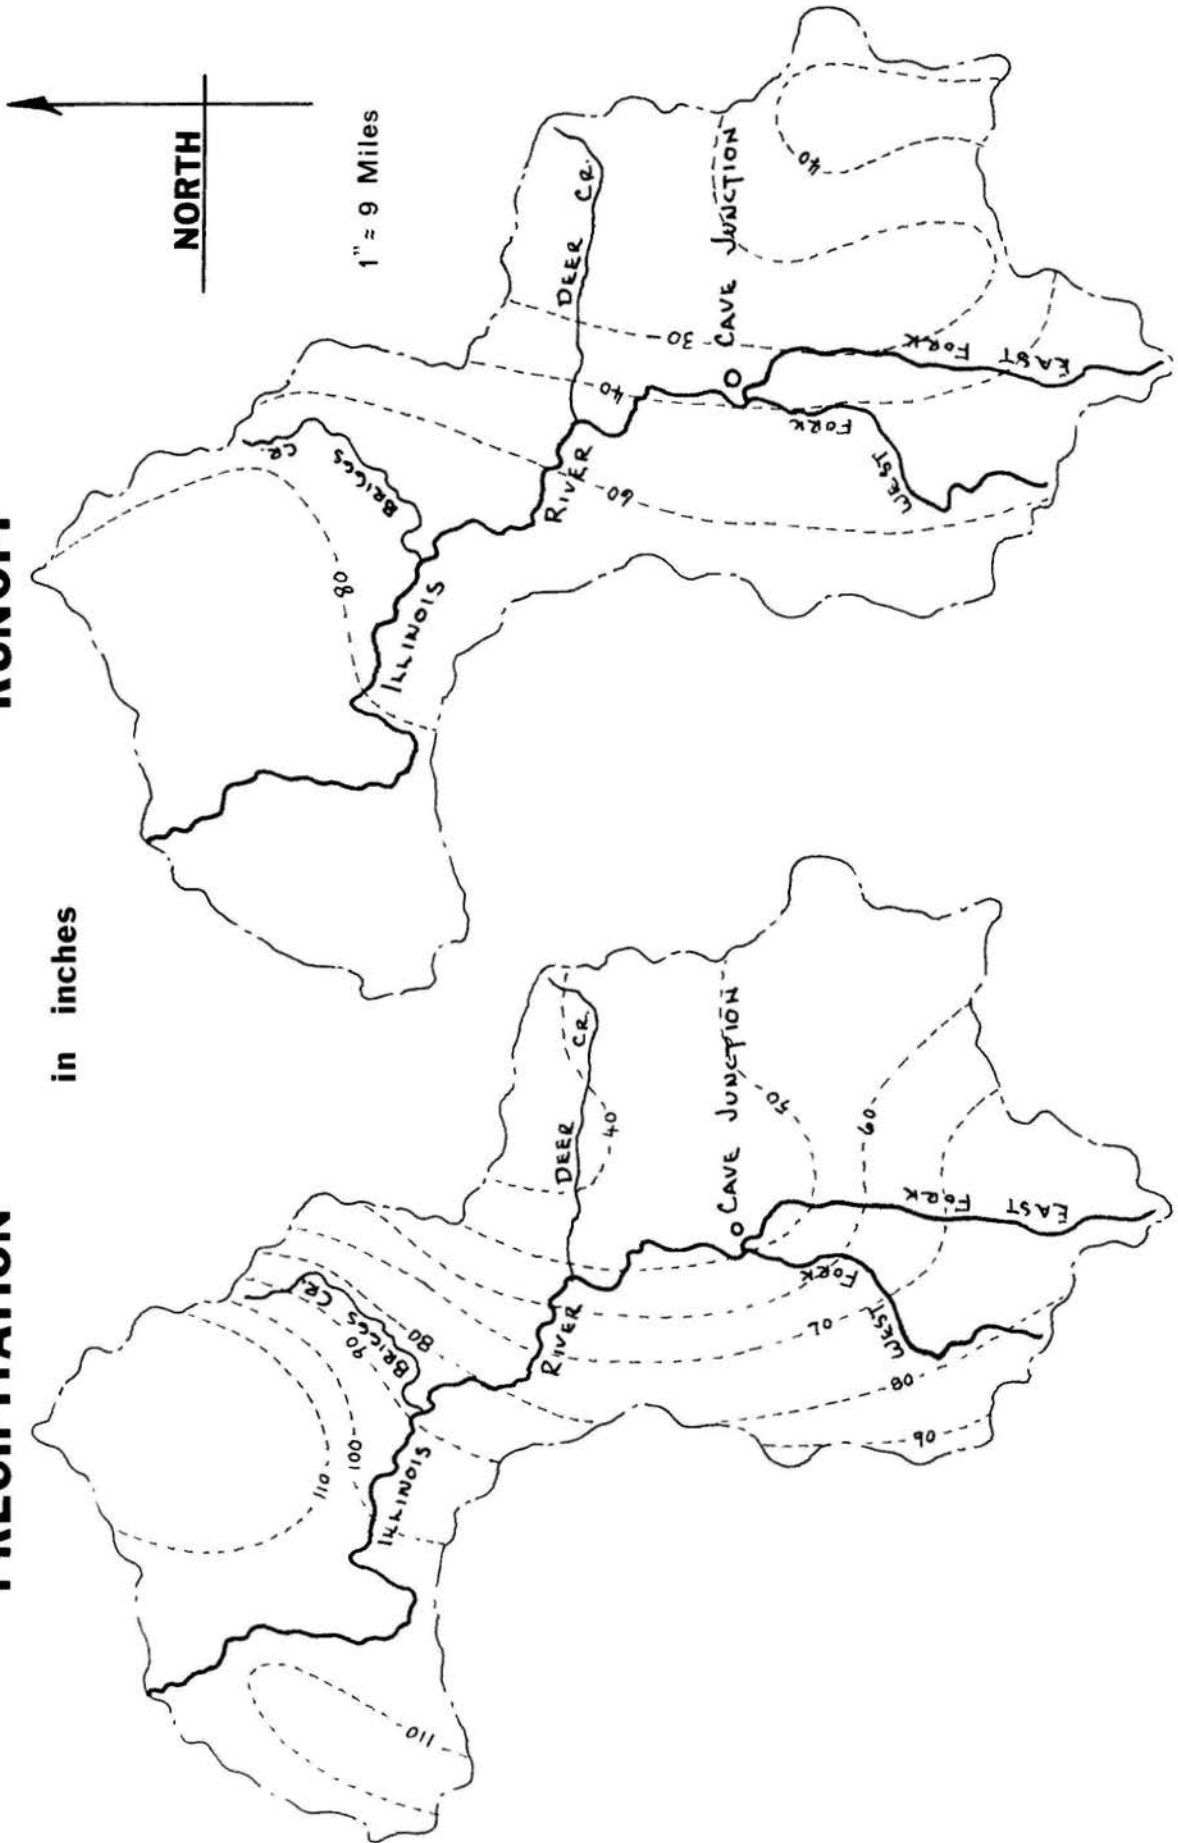 PRECIPITATION
RUNOFF
in inches
NORTH
1" ≈ 9 Miles
110
110
100
90
80
BRIGGS CR.
ILLINOIS
RIVER
DEER CR.
40
CAVE JUNCTION
50
60
70
80
90
WEST FORK
EAST FORK
80
BRIGGS CR.
ILLINOIS
RIVER
DEER CR.
30
40
60
CAVE JUNCTION
40
WEST FORK
EAST FORK